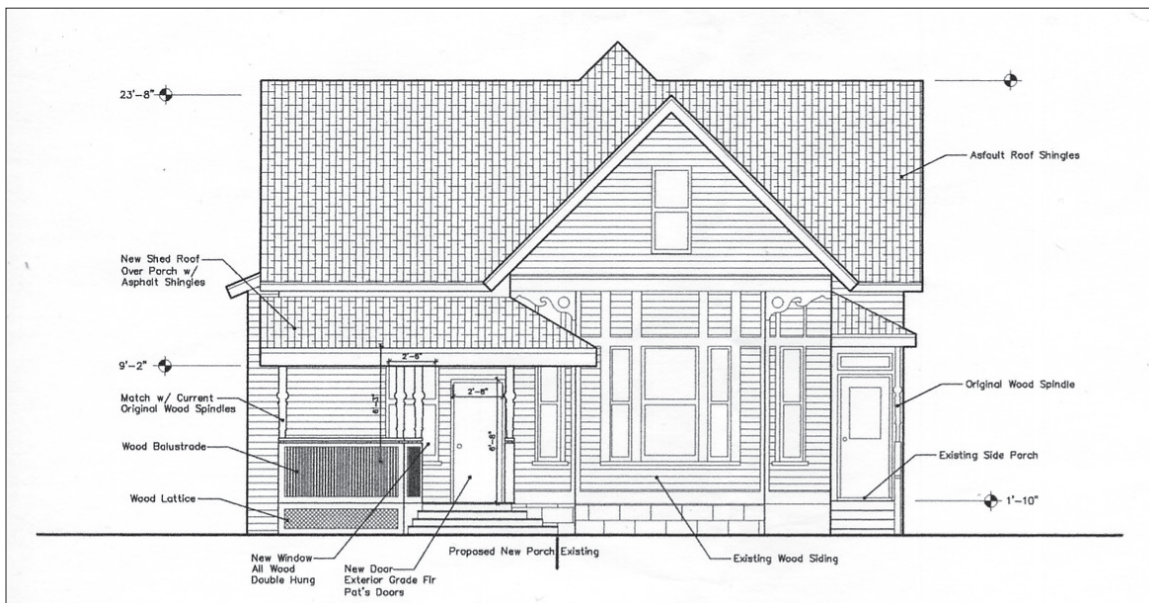 23'-8"
Asfault Roof Shingles
New Shed Roof
Over Porch w/
Asphalt Shingles
9'-2"
2'-6"
2'-8"
6'-3"
6'-8"
Match w/ Current
Original Wood Spindles
Original Wood Spindle
Wood Balustrade
Existing Side Porch
Wood Lattice
1'-10"
Proposed New Porch Existing
Existing Wood Siding
New Window
All Wood
Double Hung
New Door
Exterior Grade Fir
Pat's Doors